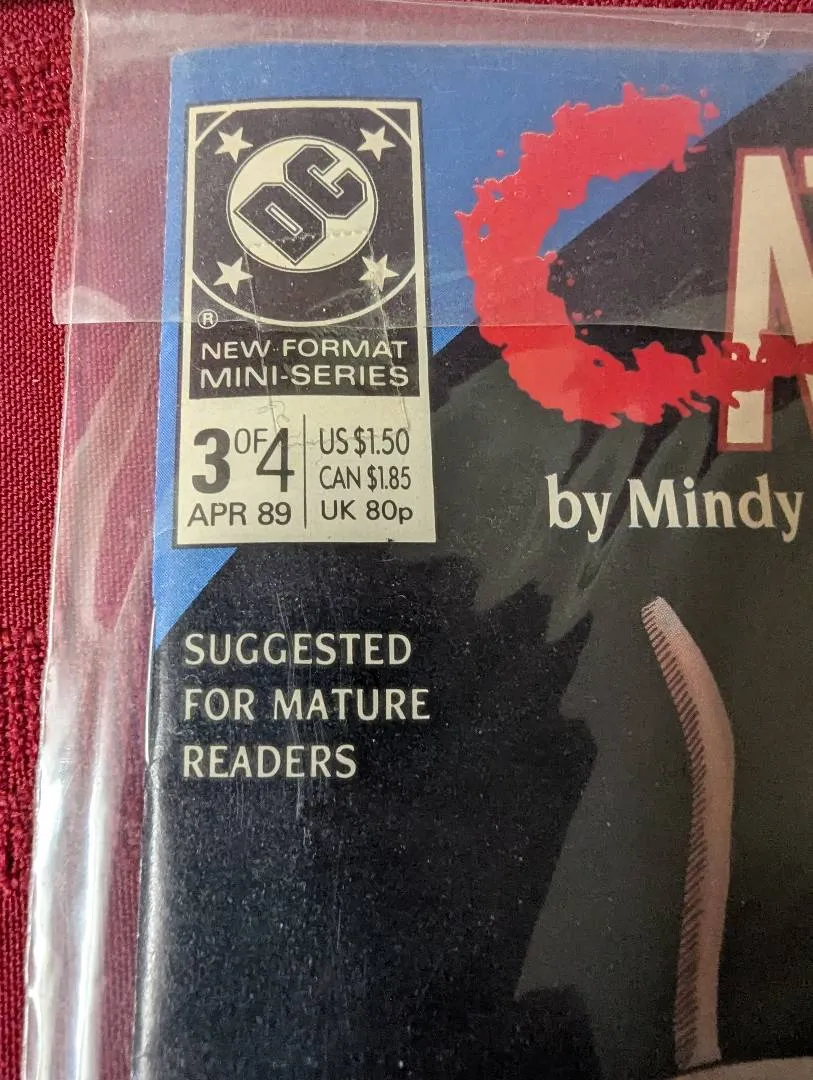 DC
®
NEW FORMAT
MINI-SERIES
3 OF 4
APR 89
US $1.50
CAN $1.85
UK 80p
C
by Mindy
SUGGESTED
FOR MATURE
READERS